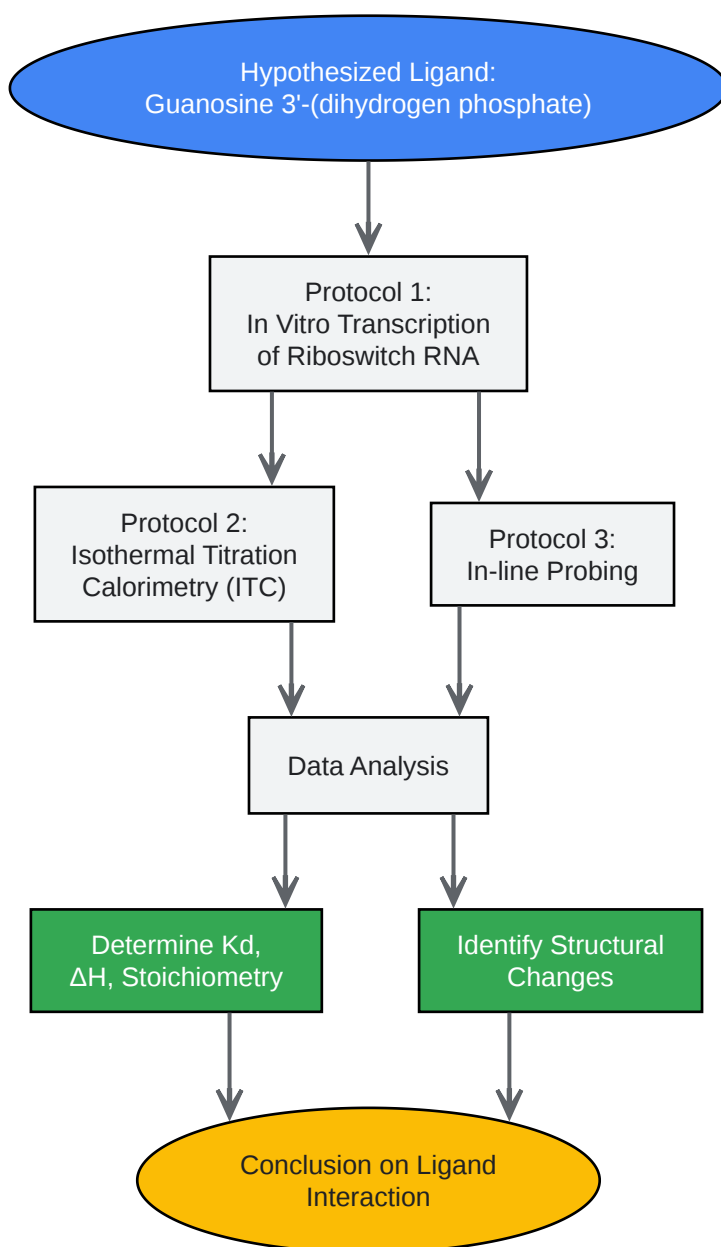 Hypothesized Ligand:
Guanosine 3'-(dihydrogen phosphate)
Protocol 1:
In Vitro Transcription
of Riboswitch RNA
Protocol 2:
Isothermal Titration
Calorimetry (ITC)
Protocol 3:
In-line Probing
Data Analysis
Determine Kd,
ΔH, Stoichiometry
Identify Structural
Changes
Conclusion on Ligand
Interaction